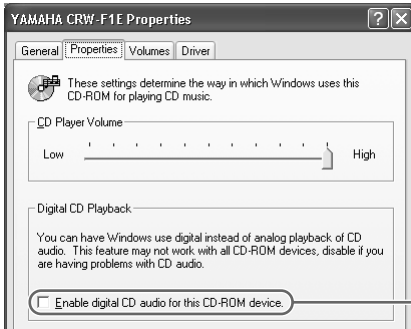 YAMAHA CRW-F1E Properties
General Properties Volumes Driver
These settings determine the way in which Windows uses this
CD-ROM for playing CD music.
CD Player Volume
Low High
Digital CD Playback
You can have Windows use digital instead of analog playback of CD
audio. This feature may not work with all CD-ROM devices, disable if you
are having problems with CD audio.
Enable digital CD audio for this CD-ROM device.